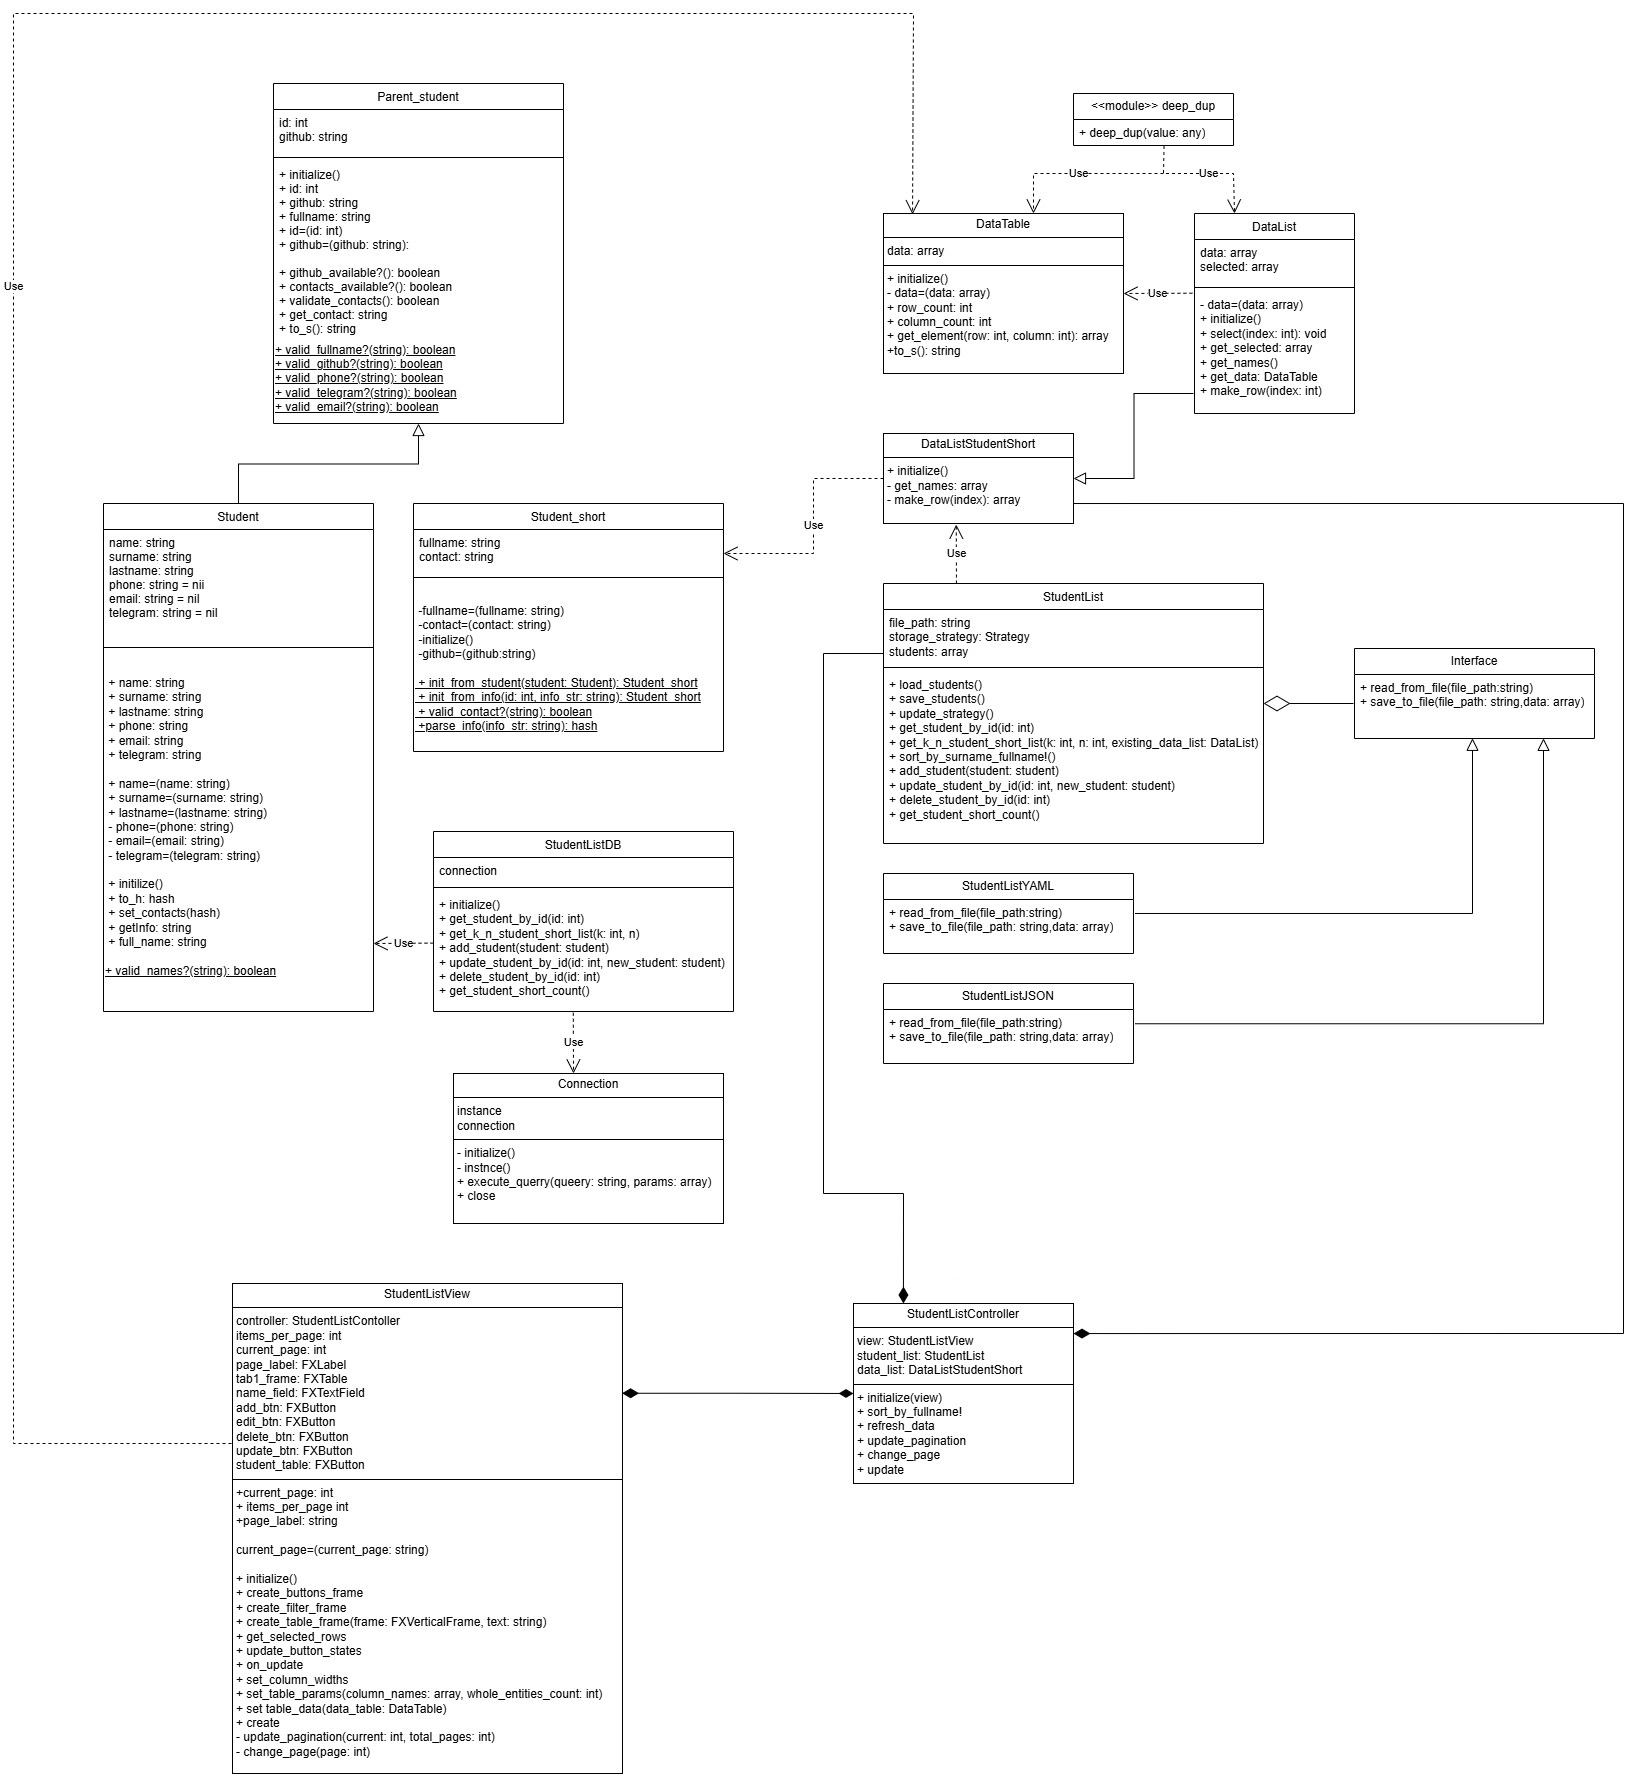 Use
Parent_student
id: int
github: string
+ initialize()
+ id: int
+ github: string
+ fullname: string
+ id=(id: int)
+ github=(github: string):
+ github_available?(): boolean
+ contacts_available?(): boolean
+ validate_contacts(): boolean
+ get_contact: string
+ to_s(): string
+ valid_fullname?(string): boolean
+ valid_github?(string): boolean
+ valid_phone?(string): boolean
+ valid_telegram?(string): boolean
+ valid_email?(string): boolean
<<module>> deep_dup
+ deep_dup(value: any)
Use
Use
DataTable
data: array
+ initialize()
- data=(data: array)
+ row_count: int
+ column_count: int
+ get_element(row: int, column: int): array
+to_s(): string
Use
DataList
data: array
selected: array
- data=(data: array)
+ initialize()
+ select(index: int): void
+ get_selected: array
+ get_names()
+ get_data: DataTable
+ make_row(index: int)
DataListStudentShort
+ initialize()
- get_names: array
- make_row(index): array
Use
Use
Student
name: string
surname: string
lastname: string
phone: string = nii
email: string = nil
telegram: string = nil
+ name: string
+ surname: string
+ lastname: string
+ phone: string
+ email: string
+ telegram: string
+ name=(name: string)
+ surname=(surname: string)
+ lastname=(lastname: string)
- phone=(phone: string)
- email=(email: string)
- telegram=(telegram: string)
+ initilize()
+ to_h: hash
+ set_contacts(hash)
+ getInfo: string
+ full_name: string
+ valid_names?(string): boolean
Student_short
fullname: string
contact: string
-fullname=(fullname: string)
-contact=(contact: string)
-initialize()
-github=(github:string)
+ init_from_student(student: Student): Student_short
+ init_from_info(id: int, info_str: string): Student_short
+ valid_contact?(string): boolean
+parse_info(info_str: string): hash
StudentList
file_path: string
storage_strategy: Strategy
students: array
+ load_students()
+ save_students()
+ update_strategy()
+ get_student_by_id(id: int)
+ get_k_n_student_short_list(k: int, n: int, existing_data_list: DataList)
+ sort_by_surname_fullname!()
+ add_student(student: student)
+ update_student_by_id(id: int, new_student: student)
+ delete_student_by_id(id: int)
+ get_student_short_count()
Interface
+ read_from_file(file_path:string)
+ save_to_file(file_path: string,data: array)
StudentListDB
connection
+ initialize()
+ get_student_by_id(id: int)
+ get_k_n_student_short_list(k: int, n)
+ add_student(student: student)
+ update_student_by_id(id: int, new_student: student)
+ delete_student_by_id(id: int)
+ get_student_short_count()
Use
Use
StudentListYAML
+ read_from_file(file_path:string)
+ save_to_file(file_path: string,data: array)
StudentListJSON
+ read_from_file(file_path:string)
+ save_to_file(file_path: string,data: array)
Connection
instance
connection
- initialize()
- instnce()
+ execute_querry(queery: string, params: array)
+ close
StudentListView
controller: StudentListContoller
items_per_page: int
current_page: int
page_label: FXLabel
tab1_frame: FXTable
name_field: FXTextField
add_btn: FXButton
edit_btn: FXButton
delete_btn: FXButton
update_btn: FXButton
student_table: FXButton
+current_page: int
+ items_per_page int
+page_label: string
current_page=(current_page: string)
+ initialize()
+ create_buttons_frame
+ create_filter_frame
+ create_table_frame(frame: FXVerticalFrame, text: string)
+ get_selected_rows
+ update_button_states
+ on_update
+ set_column_widths
+ set_table_params(column_names: array, whole_entities_count: int)
+ set table_data(data_table: DataTable)
+ create
- update_pagination(current: int, total_pages: int)
- change_page(page: int)
StudentListController
view: StudentListView
student_list: StudentList
data_list: DataListStudentShort
+ initialize(view)
+ sort_by_fullname!
+ refresh_data
+ update_pagination
+ change_page
+ update